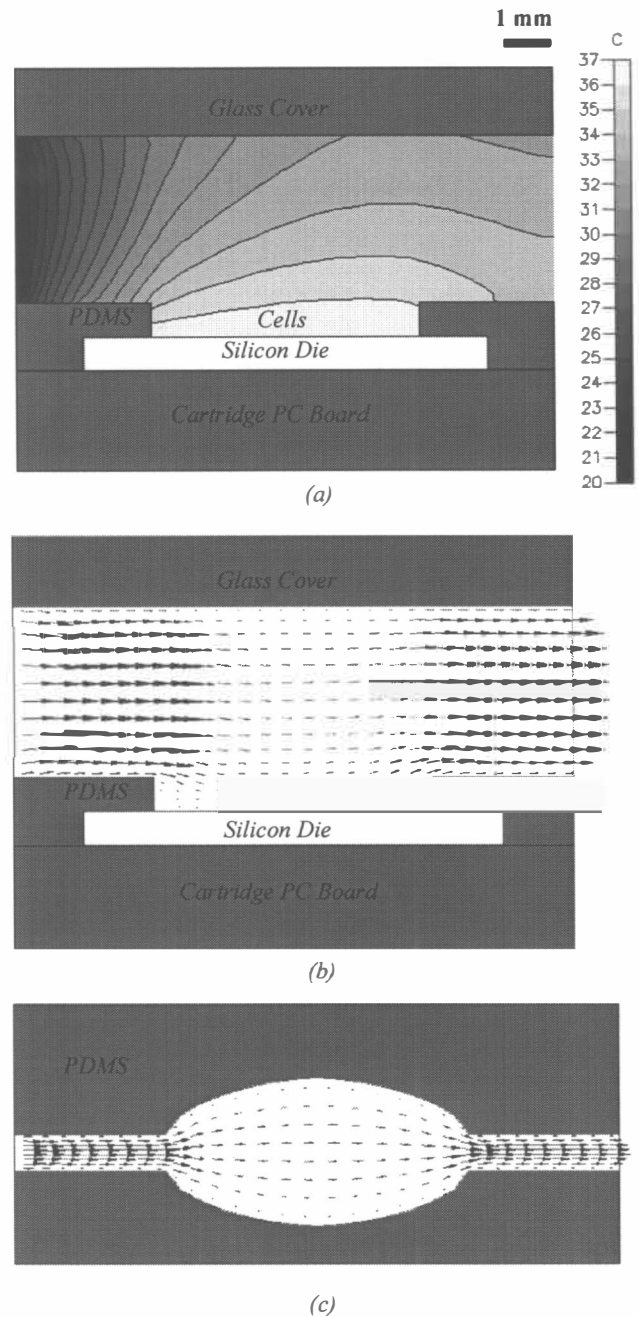 1 mm
C
37
36
35
34
33
32
31
30
29
28
27
26
25
24
23
22
21
20
Glass Cover
PDMS
Cells
Silicon Die
Cartridge PC Board
(a)
Glass Cover
PDMS
Silicon Die
Cartridge PC Board
(b)
PDMS
(c)